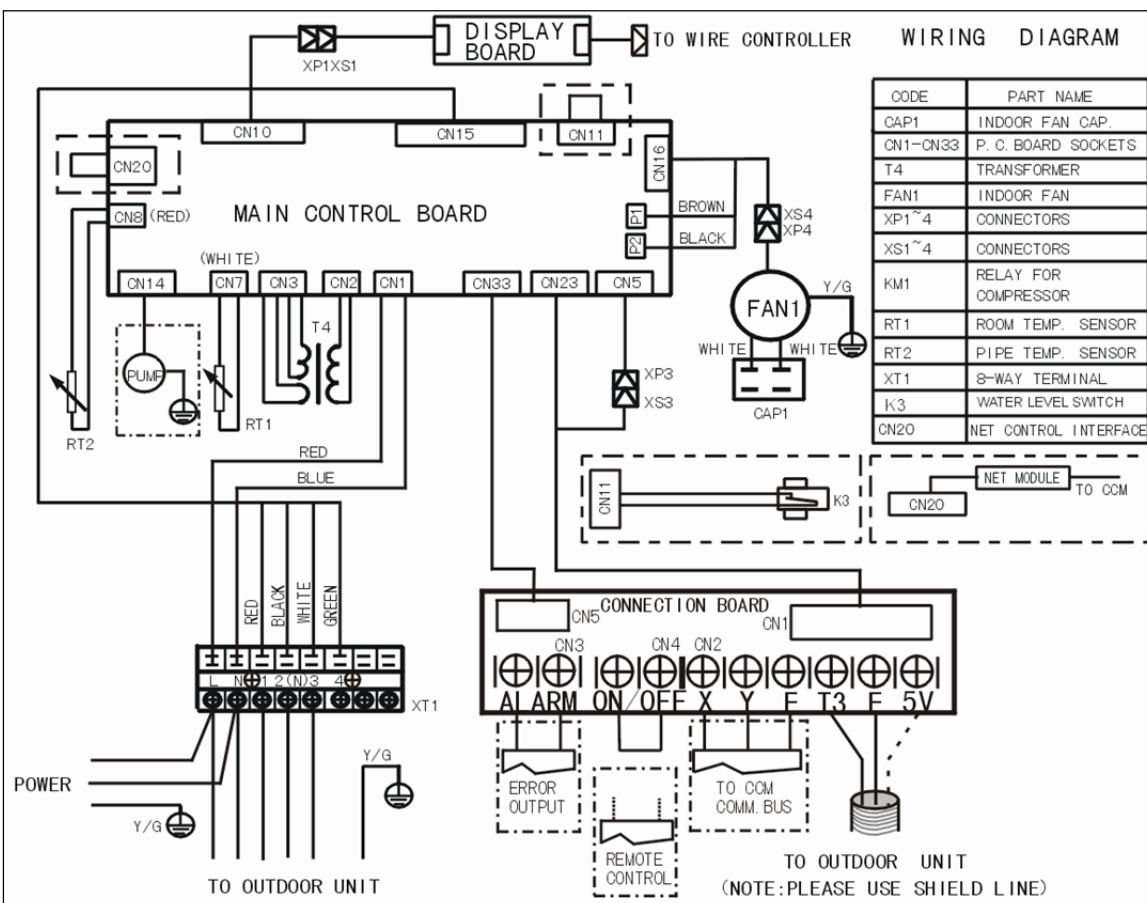 WIRING DIAGRAM
DISPLAY
BOARD
TO WIRE CONTROLLER
XP1XS1
CODE PART NAME
CAP1 INDOOR FAN CAP.
CN1-CN33 P.C.BOARD SOCKETS
T4 TRANSFORMER
FAN1 INDOOR FAN
XP1~4 CONNECTORS
XS1~4 CONNECTORS
KM1 RELAY FOR
COMPRESSOR
RT1 ROOM TEMP. SENSOR
RT2 PIPE TEMP. SENSOR
XT1 8-WAY TERMINAL
K3 WATER LEVEL SWITCH
CN20 NET CONTROL INTERFACE
CN10
CN15
CN11
CN16
CN20
CN8 (RED)
MAIN CONTROL BOARD
P1
BROWN
P2
BLACK
XS4
XP4
(WHITE)
CN14
CN7
CN3
CN2
CN1
CN33
CN23
CN5
T4
PUMP
RT2
RT1
FAN1
Y/G
WHITE
WHITE
CAP1
XP3
XS3
RED
BLUE
CN11
K3
CN20
NET MODULE
TO CCM
RED
BLACK
WHITE
GREEN
L N 1 2(N)3 4
XT1
CONNECTION BOARD
CN5
CN1
CN3
CN4
CN2
ALARM ON/OFF X Y E T3 E 5V
POWER
Y/G
Y/G
TO OUTDOOR UNIT
ERROR
OUTPUT
REMOTE
CONTROL
TO CCM
COMM.BUS
TO OUTDOOR UNIT
(NOTE:PLEASE USE SHIELD LINE)